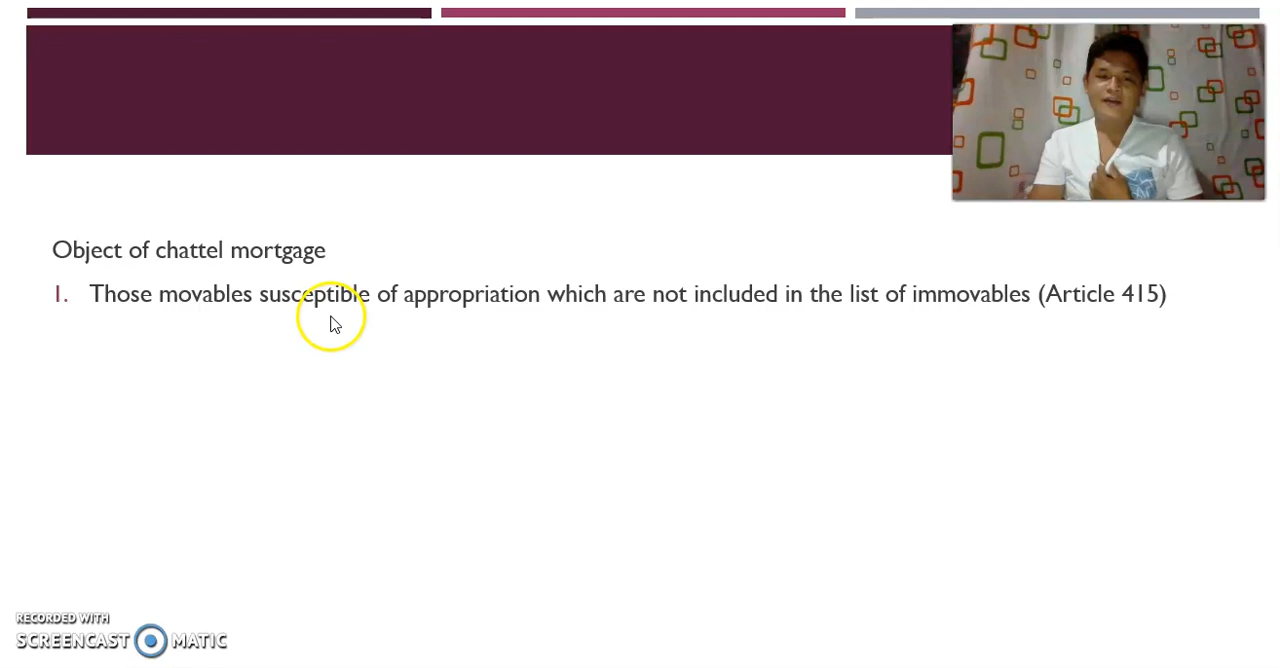 Object of chattel mortgage
1. Those movables susceptible of appropriation which are not included in the list of immovables (Article 415)
RECORDED WITH
SCREENCAST MATIC